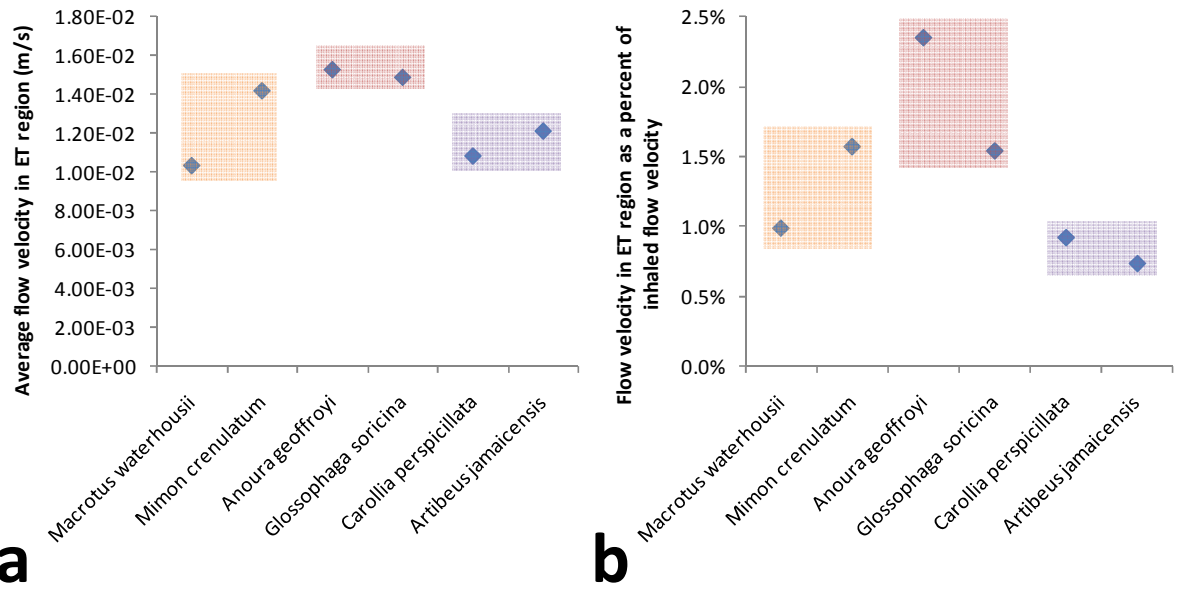 Average flow velocity in ET region (m/s)
1.80E-02
1.60E-02
1.40E-02
1.20E-02
1.00E-02
8.00E-03
6.00E-03
4.00E-03
2.00E-03
0.00E+00
Macrotus waterhousii
Mimon crenulatum
Anoura geoffroyi
Glossophaga soricina
Carollia perspicillata
Artibeus jamaicensis
a
Flow velocity in ET region as a percent of
inhaled flow velocity
2.5%
2.0%
1.5%
1.0%
0.5%
0.0%
Macrotus waterhousii
Mimon crenulatum
Anoura geoffroyi
Glossophaga soricina
Carollia perspicillata
Artibeus jamaicensis
b